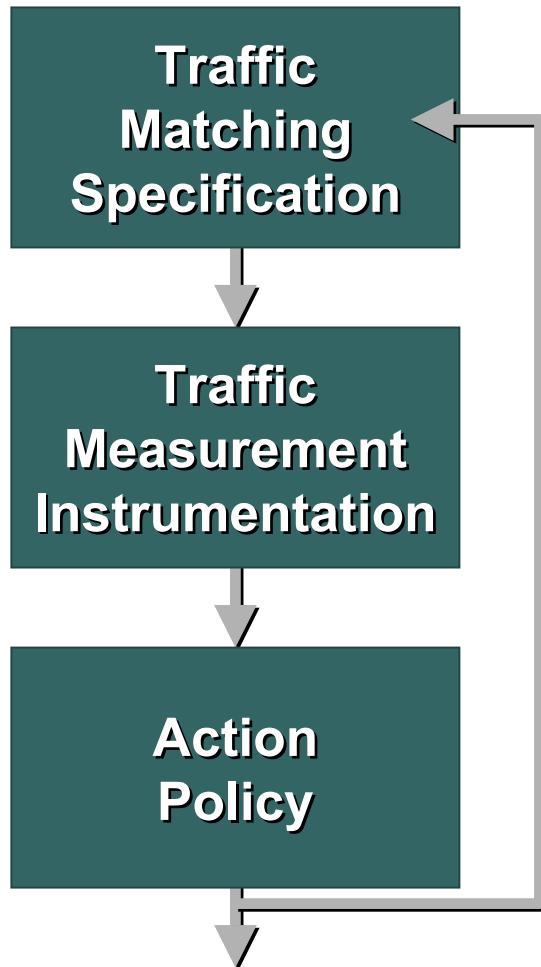 Traffic
Matching
Specification
Traffic
Measurement
Instrumentation
Action
Policy